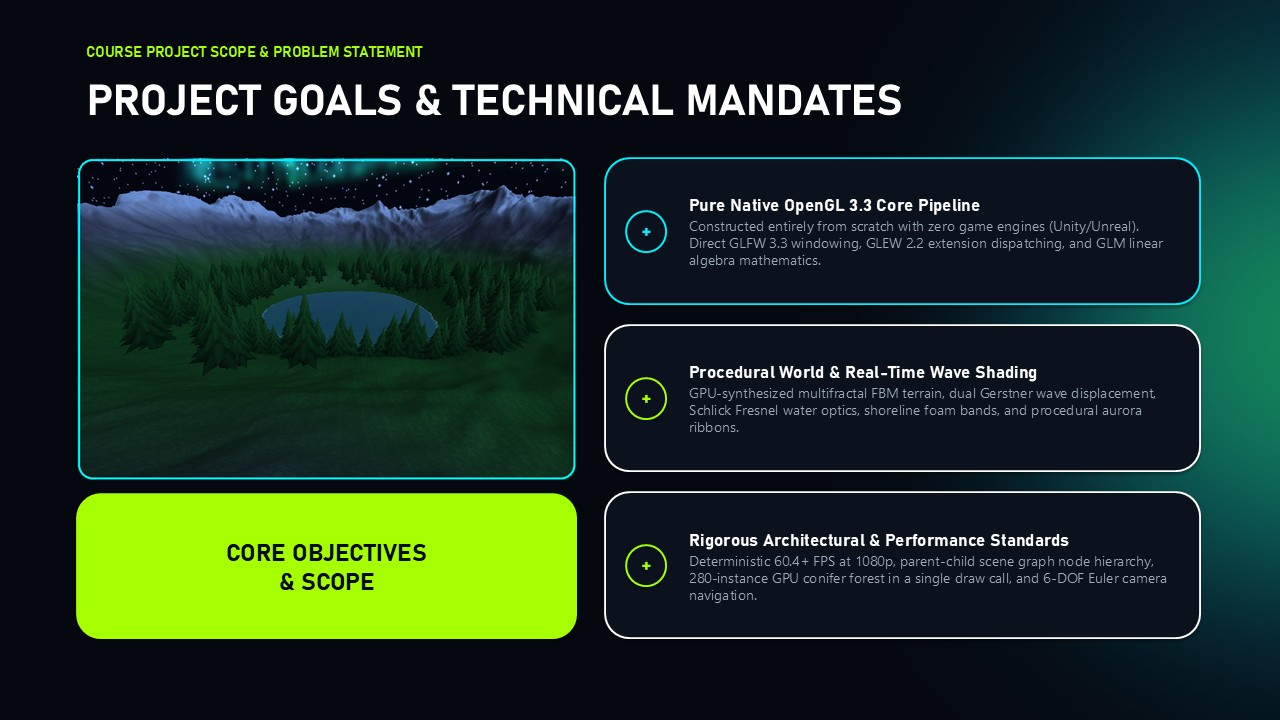 COURSE PROJECT SCOPE & PROBLEM STATEMENT
PROJECT GOALS & TECHNICAL MANDATES
CORE OBJECTIVES
& SCOPE
+
Pure Native OpenGL 3.3 Core Pipeline
Constructed entirely from scratch with zero game engines (Unity/Unreal).
Direct GLFW 3.3 windowing, GLEW 2.2 extension dispatching, and GLM linear
algebra mathematics.
+
Procedural World & Real-Time Wave Shading
GPU-synthesized multifractal FBM terrain, dual Gerstner wave displacement,
Schlick Fresnel water optics, shoreline foam bands, and procedural aurora
ribbons.
+
Rigorous Architectural & Performance Standards
Deterministic 60.4+ FPS at 1080p, parent-child scene graph node hierarchy,
280-instance GPU conifer forest in a single draw call, and 6-DOF Euler camera
navigation.